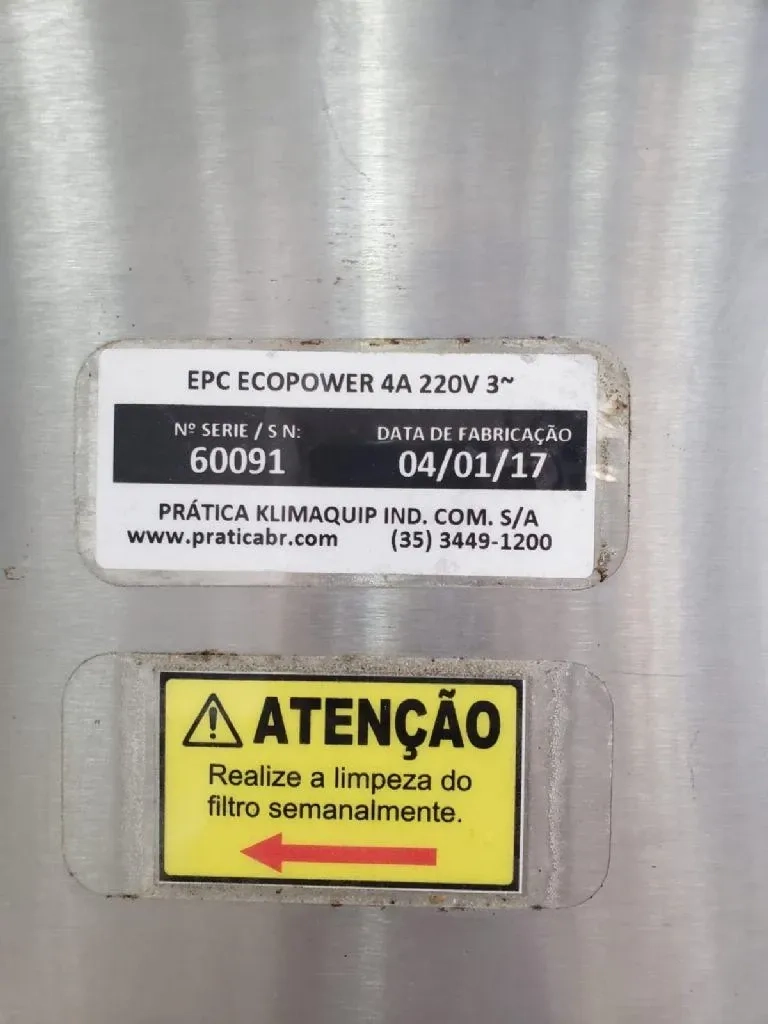 EPC ECOPOWER 4A 220V 3~
Nº SERIE / S N: DATA DE FABRICAÇÃO
60091 04/01/17
PRÁTICA KLIMAQUIP IND. COM. S/A
www.praticabr.com (35) 3449-1200
ATENÇÃO
Realize a limpeza do
filtro semanalmente.